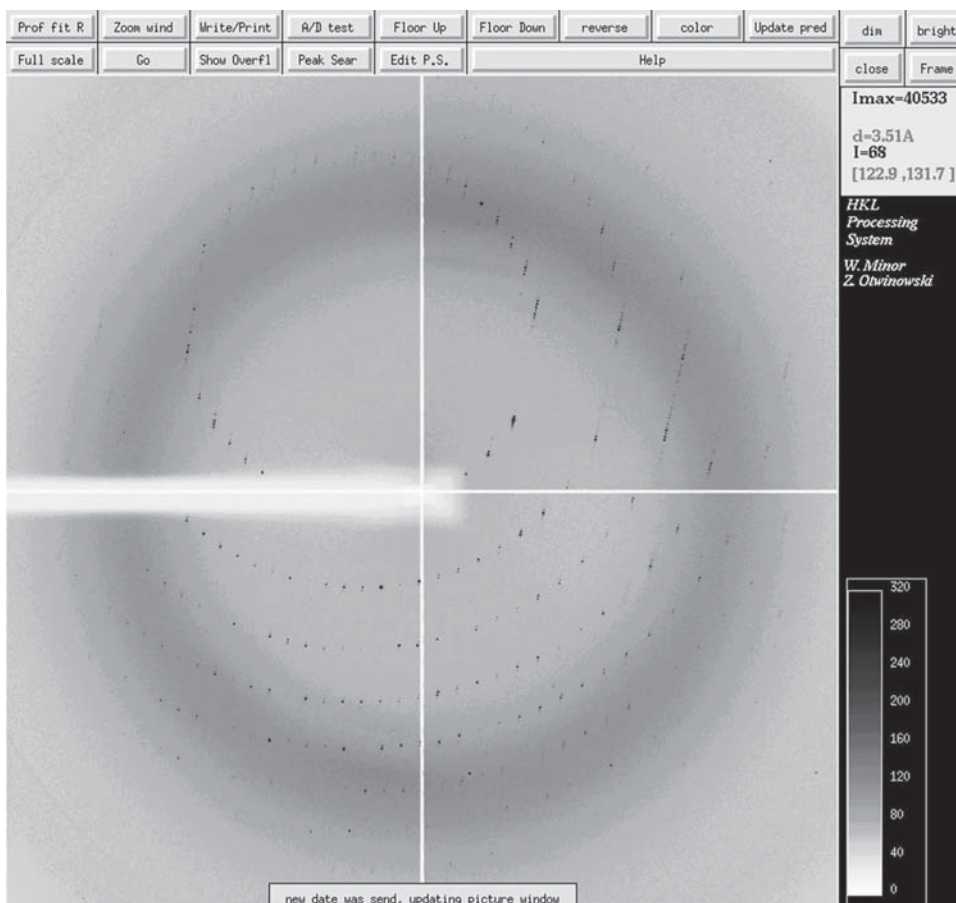 Prof fit R Zoom wind Write/Print A/D test Floor Up Floor Down reverse color Update pred dim bright
Full scale Go Show Overfl Peak Sear Edit P.S. Help close Frame
Imax=40533
d=3.51A
I=68
[122.9 ,131.7 ]
HKL
Processing
System
W. Minor
Z. Otwinowski
320
280
240
200
160
120
80
40
0
new date was send, updating picture window